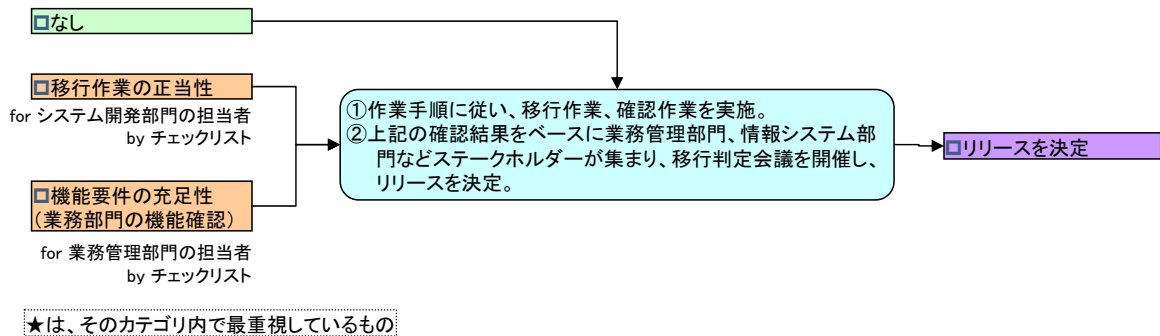 □なし
□移行作業の正当性
for システム開発部門の担当者
by チェックリスト
□機能要件の充足性
(業務部門の機能確認)
for 業務管理部門の担当者
by チェックリスト
①作業手順に従い、移行作業、確認作業を実施。
②上記の確認結果をベースに業務管理部門、情報システム部
門などステークホルダーが集まり、移行判定会議を開催し、
リリースを決定。
□リリースを決定
★は、そのカテゴリ内で最重視しているもの